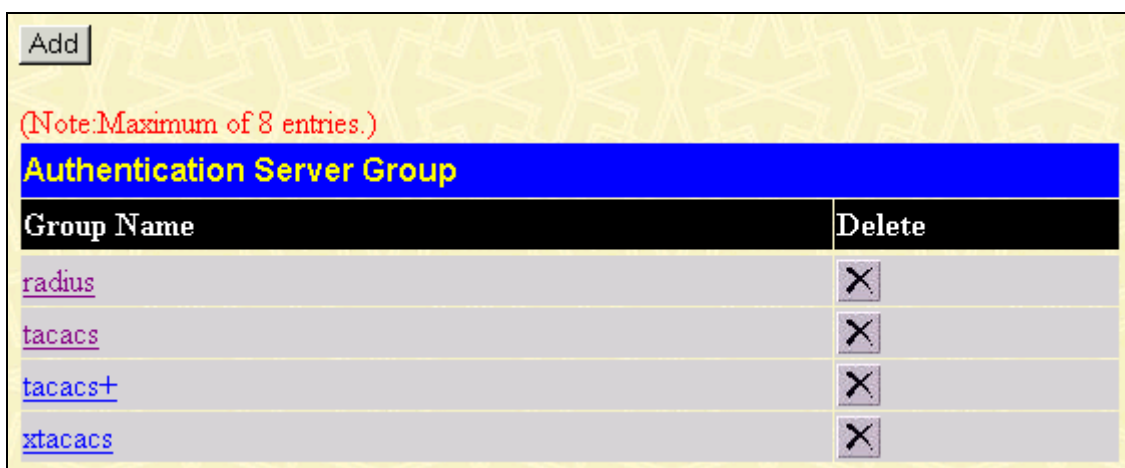 Add
(Note:Maximum of 8 entries.)
Authentication Server Group
Group Name Delete
radius
tacacs
tacacs+
xtacacs